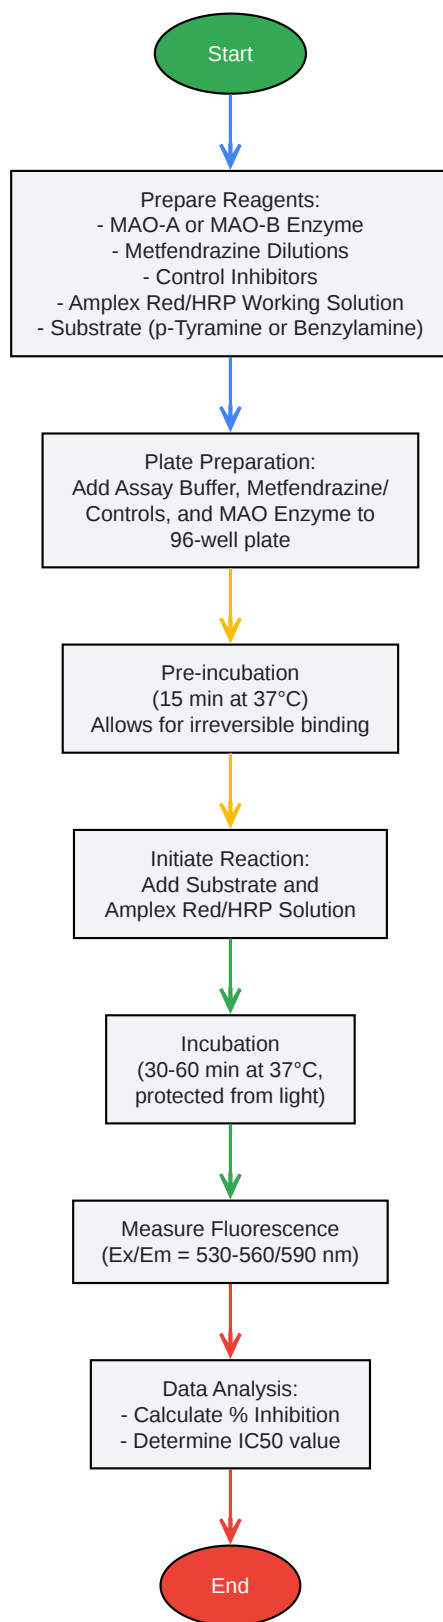 Start
Prepare Reagents:
- MAO-A or MAO-B Enzyme
- Metfendrazine Dilutions
- Control Inhibitors
- Amplex Red/HRP Working Solution
- Substrate (p-Tyramine or Benzylamine)
Plate Preparation:
Add Assay Buffer, Metfendrazine/
Controls, and MAO Enzyme to
96-well plate
Pre-incubation
(15 min at 37°C)
Allows for irreversible binding
Initiate Reaction:
Add Substrate and
Amplex Red/HRP Solution
Incubation
(30-60 min at 37°C,
protected from light)
Measure Fluorescence
(Ex/Em = 530-560/590 nm)
Data Analysis:
- Calculate % Inhibition
- Determine IC50 value
End